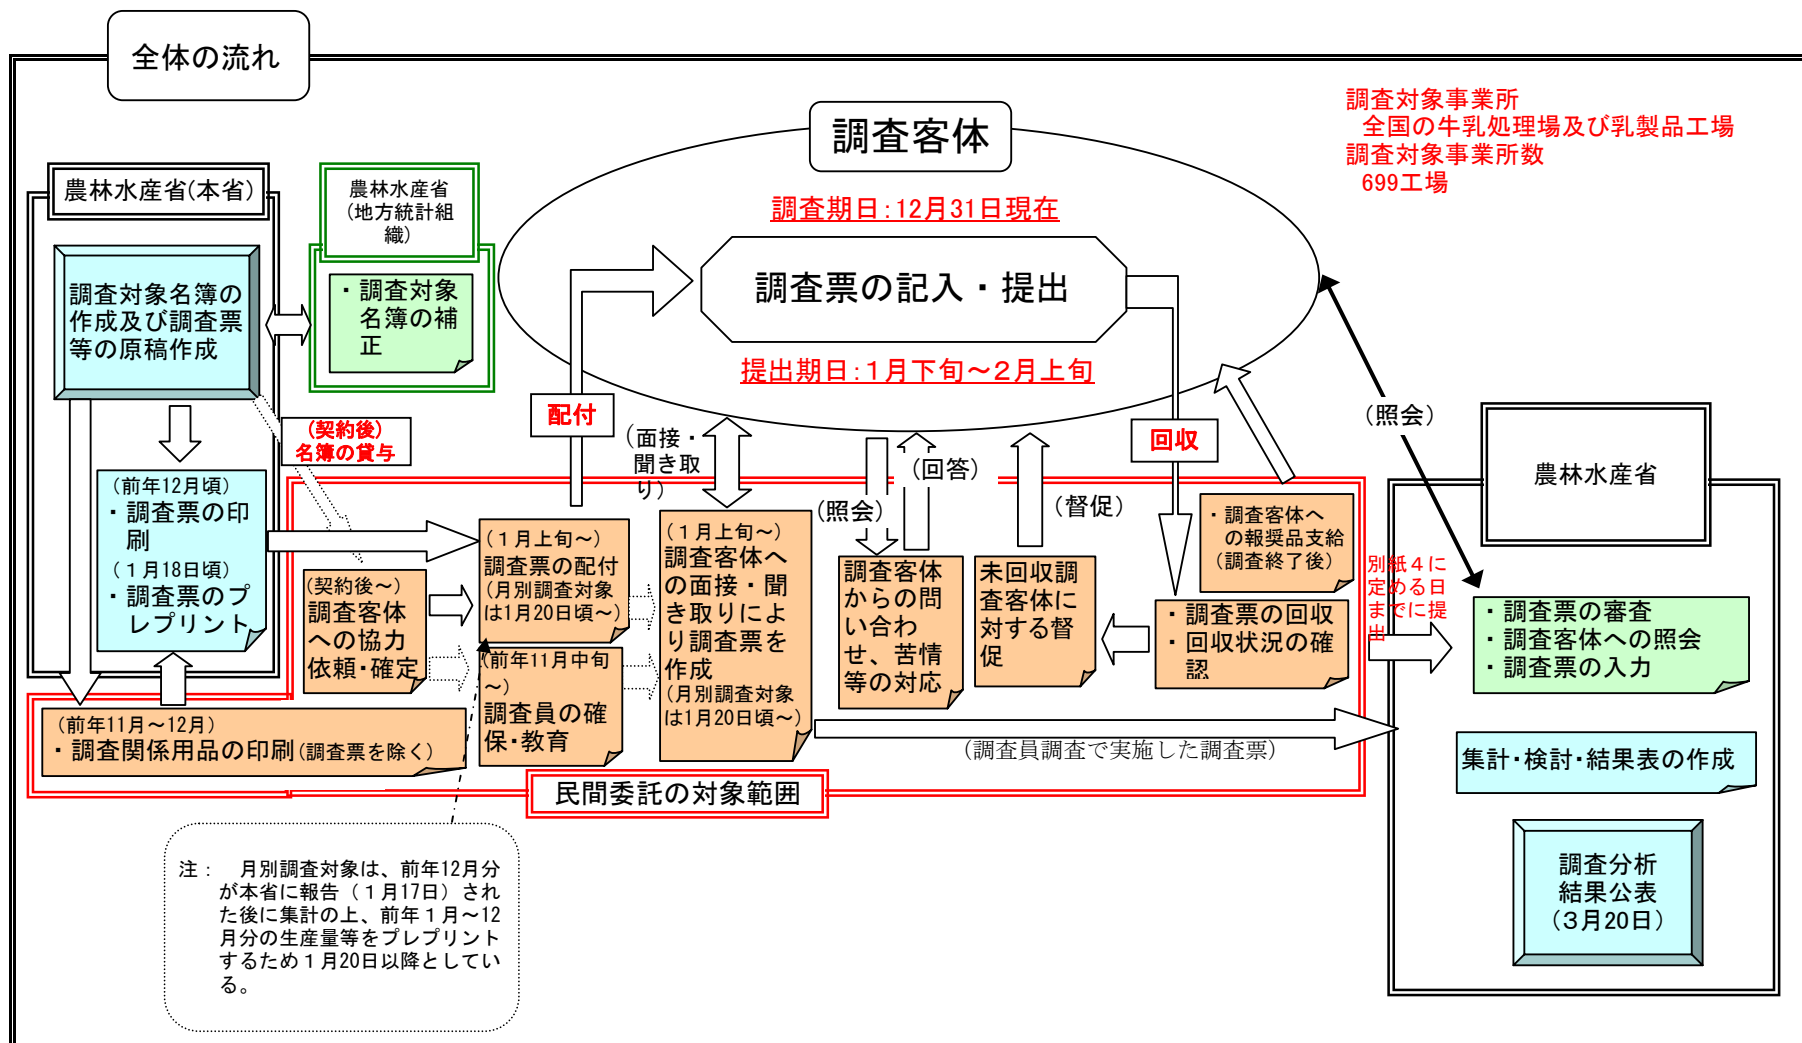 全体の流れ
調査対象事業所
全国の牛乳処理場及び乳製品工場
調査対象事業所数
699工場
調査客体
調査期日:12月31日現在
調査票の記入・提出
提出期日:１月下旬～２月上旬
農林水産省(本省)
調査対象名簿の
作成及び調査票
等の原稿作成
農林水産省
(地方統計組
織)
・調査対象
名簿の補
正
(契約後)
名簿の貸与
配付
(面接・
聞き取
り)
(照会)
(回答)
(督促)
回収
(照会)
(前年12月頃)
・調査票の印
刷
(１月18日頃)
・調査票のプ
レプリント
(契約後～)
調査客体
への協力
依頼・確定
(１月上旬～)
調査票の配付
(月別調査対象
は1月20日頃～)
(前年11月中旬
～)
調査員の確
保・教育
(１月上旬～)
調査客体へ
の面接・聞
き取りによ
り調査票を
作成
(月別調査対象
は1月20日頃～)
調査客体
からの問
い合わ
せ、苦情
等の対応
未回収調
査客体に
対する督
促
・調査客体へ
の報奨品支給
(調査終了後)
・調査票の回収
・回収状況の確
認
別紙４に
定める日
までに提
出
(前年11月～12月)
・調査関係用品の印刷(調査票を除く)
(調査員調査で実施した調査票)
民間委託の対象範囲
農林水産省
・調査票の審査
・調査客体への照会
・調査票の入力
集計・検討・結果表の作成
調査分析
結果公表
(３月20日)
注：　月別調査対象は、前年12月分
が本省に報告（１月17日）され
た後に集計の上、前年１月～12
月分の生産量等をプレプリント
するため１月20日以降としてい
る。